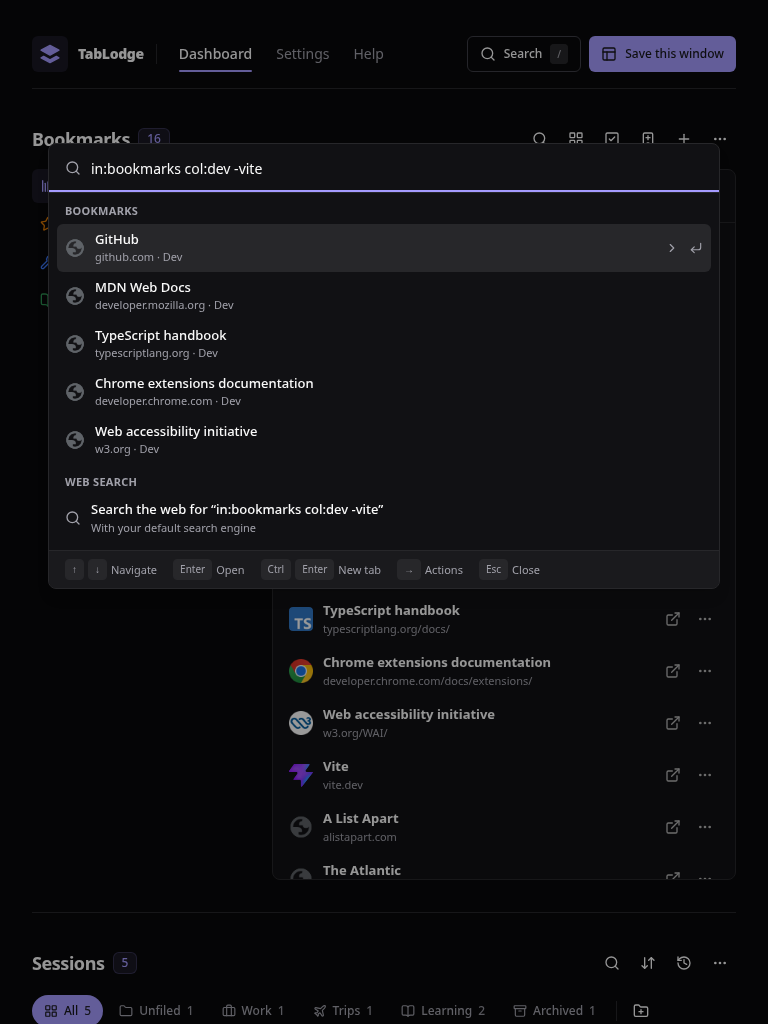 TabLodge
Dashboard
Settings
Help
Search /
Save this window
Bookmarks 16
in:bookmarks col:dev -vite
BOOKMARKS
GitHub
github.com · Dev
MDN Web Docs
developer.mozilla.org · Dev
TypeScript handbook
typescriptlang.org · Dev
Chrome extensions documentation
developer.chrome.com · Dev
Web accessibility initiative
w3.org · Dev
WEB SEARCH
Search the web for “in:bookmarks col:dev -vite”
With your default search engine
↑ ↓ Navigate Enter Open Ctrl Enter New tab → Actions Esc Close
TypeScript handbook
TS
typescriptlang.org/docs/
Chrome extensions documentation
developer.chrome.com/docs/extensions/
Web accessibility initiative
w3.org/WAI/
Vite
vite.dev
A List Apart
alistapart.com
The Atlantic
Sessions 5
All 5
Unfiled 1
Work 1
Trips 1
Learning 2
Archived 1